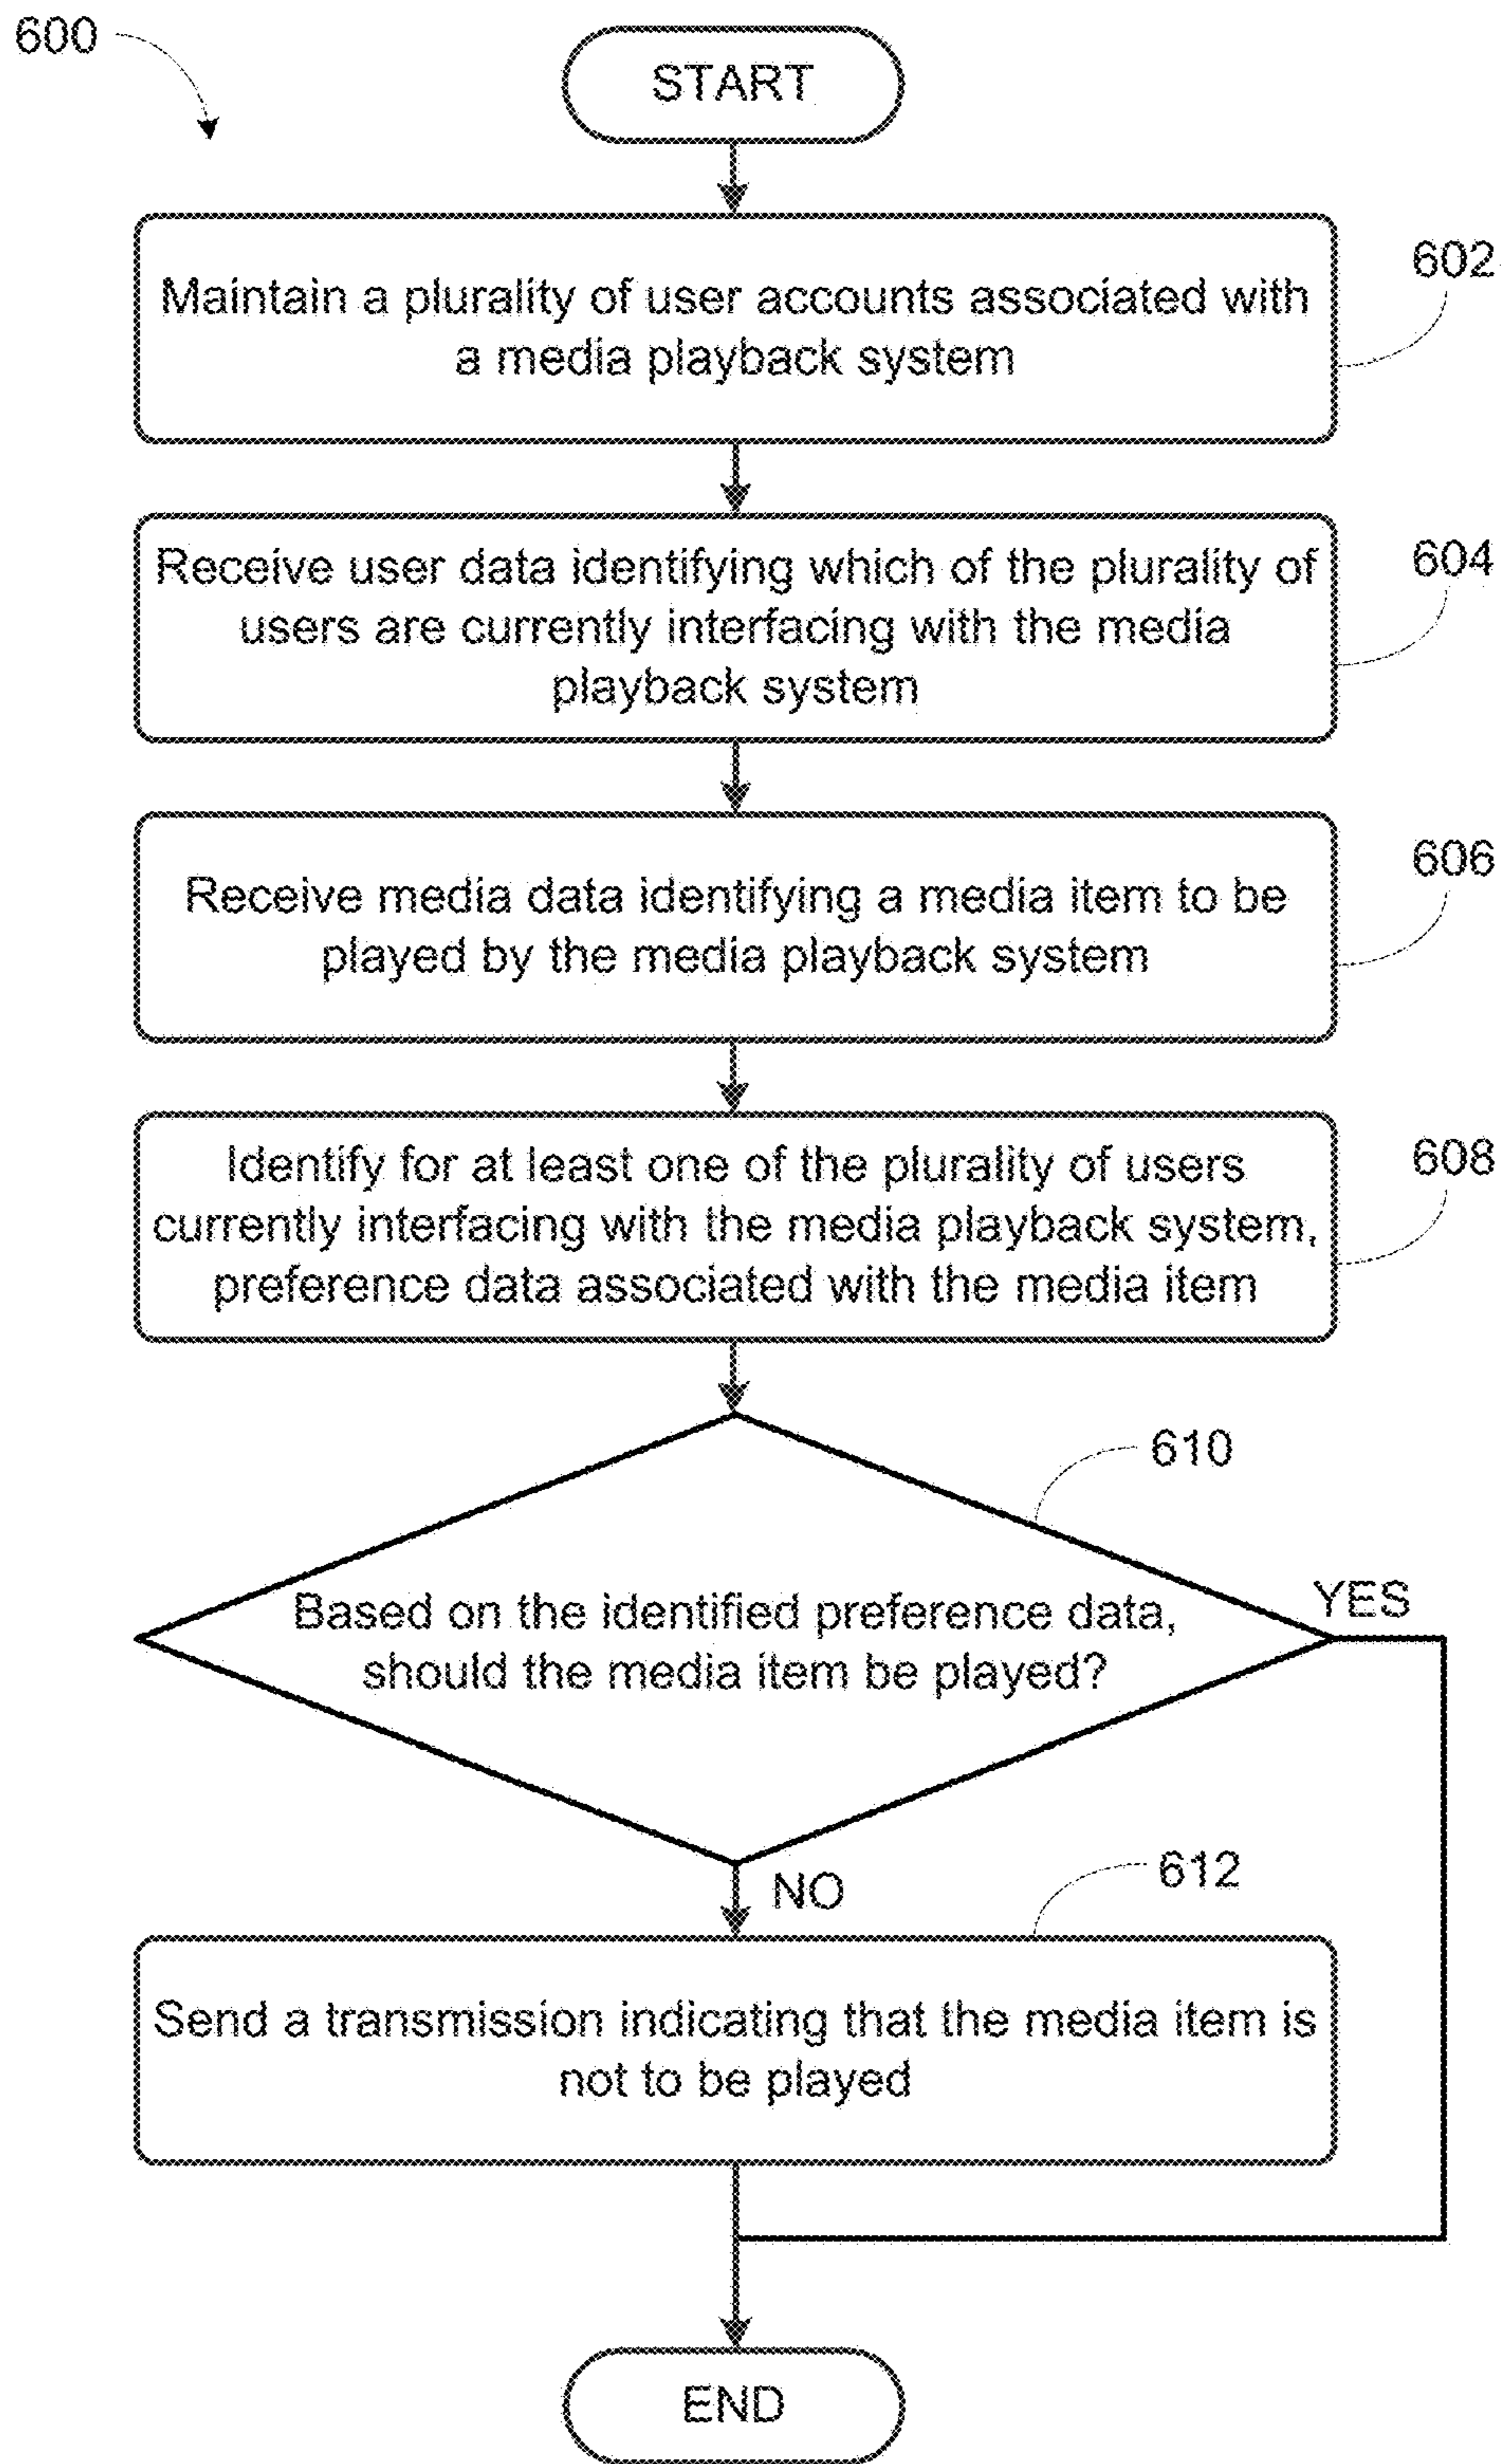 600
START
Maintain a plurality of user accounts associated with
a media playback system
602
Receive user data identifying which of the plurality of
users are currently interfacing with the media
playback system
604
Receive media data identifying a media item to be
played by the media playback system
606
Identify for at least one of the plurality of users
currently interfacing with the media playback system,
preference data associated with the media item
608
610
Based on the identified preference data,
should the media item be played?
YES
NO
612
Send a transmission indicating that the media item is
not to be played
END